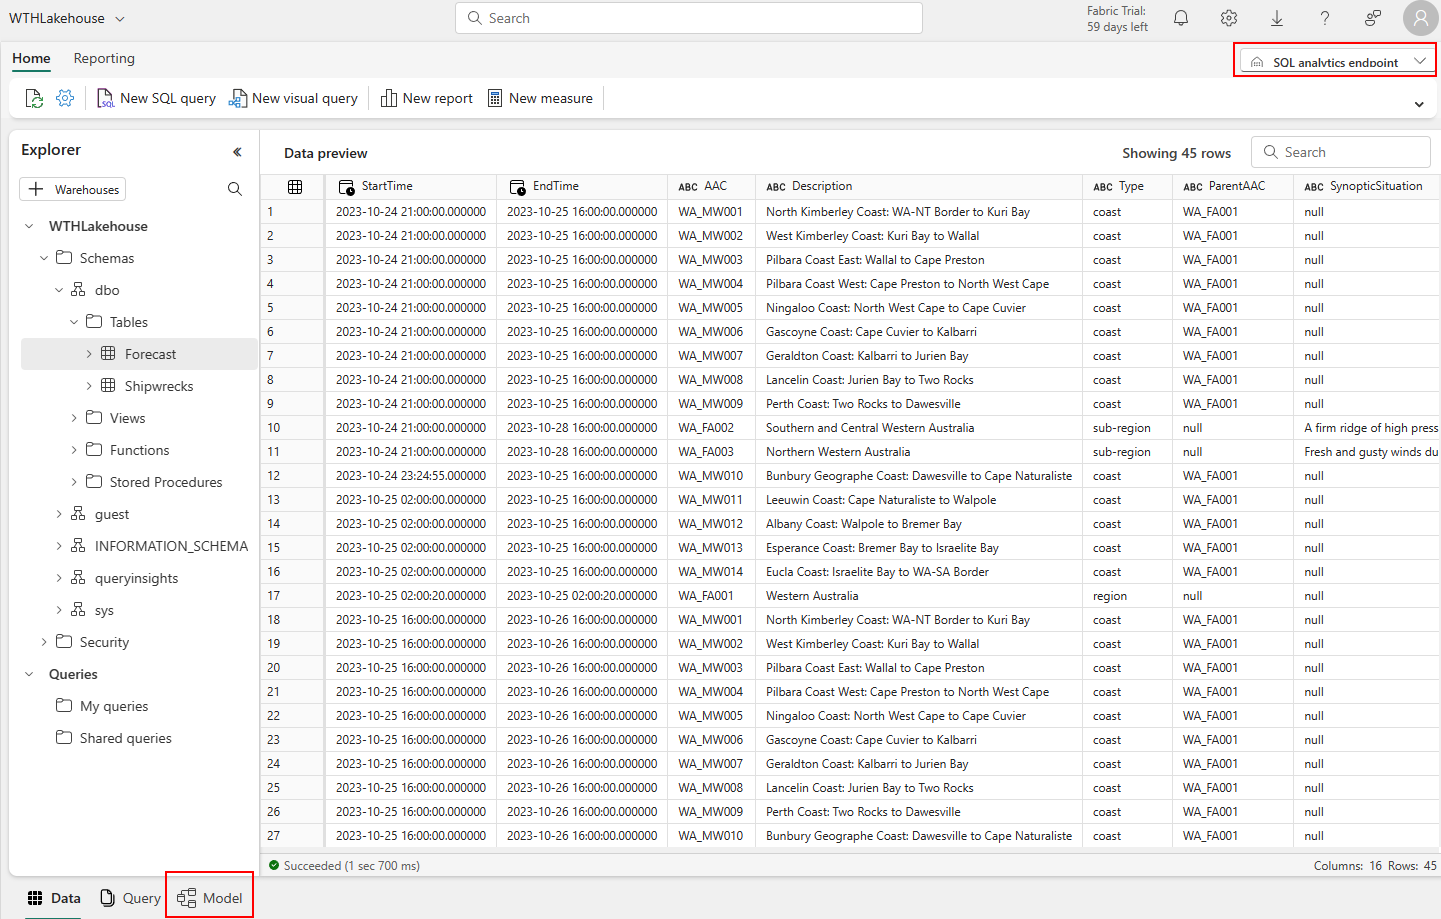 WTHLakehouse
Search
Fabric Trial:
59 days left
Home Reporting
SQL analytics endpoint
New SQL query New visual query New report New measure
Explorer
Warehouses
WTHLakehouse
Schemas
dbo
Tables
Forecast
Shipwrecks
Views
Functions
Stored Procedures
guest
INFORMATION_SCHEMA
queryinsights
sys
Security
Queries
My queries
Shared queries
Data preview Showing 45 rows Search
StartTime EndTime ABC AAC ABC Description ABC Type ABC ParentAAC ABC SynopticSituation
1 2023-10-24 21:00:00.000000 2023-10-25 16:00:00.000000 WA_MW001 North Kimberley Coast: WA-NT Border to Kuri Bay coast WA_FA001 null
2 2023-10-24 21:00:00.000000 2023-10-25 16:00:00.000000 WA_MW002 West Kimberley Coast: Kuri Bay to Wallal coast WA_FA001 null
3 2023-10-24 21:00:00.000000 2023-10-25 16:00:00.000000 WA_MW003 Pilbara Coast East: Wallal to Cape Preston coast WA_FA001 null
4 2023-10-24 21:00:00.000000 2023-10-25 16:00:00.000000 WA_MW004 Pilbara Coast West: Cape Preston to North West Cape coast WA_FA001 null
5 2023-10-24 21:00:00.000000 2023-10-25 16:00:00.000000 WA_MW005 Ningaloo Coast: North West Cape to Cape Cuvier coast WA_FA001 null
6 2023-10-24 21:00:00.000000 2023-10-25 16:00:00.000000 WA_MW006 Gascoyne Coast: Cape Cuvier to Kalbarri coast WA_FA001 null
7 2023-10-24 21:00:00.000000 2023-10-25 16:00:00.000000 WA_MW007 Geraldton Coast: Kalbarri to Jurien Bay coast WA_FA001 null
8 2023-10-24 21:00:00.000000 2023-10-25 16:00:00.000000 WA_MW008 Lancelin Coast: Jurien Bay to Two Rocks coast WA_FA001 null
9 2023-10-24 21:00:00.000000 2023-10-25 16:00:00.000000 WA_MW009 Perth Coast: Two Rocks to Dawesville coast WA_FA001 null
10 2023-10-24 21:00:00.000000 2023-10-28 16:00:00.000000 WA_FA002 Southern and Central Western Australia sub-region null A firm ridge of high press
11 2023-10-24 21:00:00.000000 2023-10-28 16:00:00.000000 WA_FA003 Northern Western Australia sub-region null Fresh and gusty winds du
12 2023-10-24 23:24:55.000000 2023-10-25 16:00:00.000000 WA_MW010 Bunbury Geographe Coast: Dawesville to Cape Naturaliste coast WA_FA001 null
13 2023-10-25 02:00:00.000000 2023-10-25 16:00:00.000000 WA_MW011 Leeuwin Coast: Cape Naturaliste to Walpole coast WA_FA001 null
14 2023-10-25 02:00:00.000000 2023-10-25 16:00:00.000000 WA_MW012 Albany Coast: Walpole to Bremer Bay coast WA_FA001 null
15 2023-10-25 02:00:00.000000 2023-10-25 16:00:00.000000 WA_MW013 Esperance Coast: Bremer Bay to Israelite Bay coast WA_FA001 null
16 2023-10-25 02:00:00.000000 2023-10-25 16:00:00.000000 WA_MW014 Eucla Coast: Israelite Bay to WA-SA Border coast WA_FA001 null
17 2023-10-25 02:00:20.000000 2023-10-25 02:00:20.000000 WA_FA001 Western Australia region null null
18 2023-10-25 16:00:00.000000 2023-10-26 16:00:00.000000 WA_MW001 North Kimberley Coast: WA-NT Border to Kuri Bay coast WA_FA001 null
19 2023-10-25 16:00:00.000000 2023-10-26 16:00:00.000000 WA_MW002 West Kimberley Coast: Kuri Bay to Wallal coast WA_FA001 null
20 2023-10-25 16:00:00.000000 2023-10-26 16:00:00.000000 WA_MW003 Pilbara Coast East: Wallal to Cape Preston coast WA_FA001 null
21 2023-10-25 16:00:00.000000 2023-10-26 16:00:00.000000 WA_MW004 Pilbara Coast West: Cape Preston to North West Cape coast WA_FA001 null
22 2023-10-25 16:00:00.000000 2023-10-26 16:00:00.000000 WA_MW005 Ningaloo Coast: North West Cape to Cape Cuvier coast WA_FA001 null
23 2023-10-25 16:00:00.000000 2023-10-26 16:00:00.000000 WA_MW006 Gascoyne Coast: Cape Cuvier to Kalbarri coast WA_FA001 null
24 2023-10-25 16:00:00.000000 2023-10-26 16:00:00.000000 WA_MW007 Geraldton Coast: Kalbarri to Jurien Bay coast WA_FA001 null
25 2023-10-25 16:00:00.000000 2023-10-26 16:00:00.000000 WA_MW008 Lancelin Coast: Jurien Bay to Two Rocks coast WA_FA001 null
26 2023-10-25 16:00:00.000000 2023-10-26 16:00:00.000000 WA_MW009 Perth Coast: Two Rocks to Dawesville coast WA_FA001 null
27 2023-10-25 16:00:00.000000 2023-10-26 16:00:00.000000 WA_MW010 Bunbury Geographe Coast: Dawesville to Cape Naturaliste coast WA_FA001 null
Succeeded (1 sec 700 ms) Columns: 16 Rows: 45
Data Query Model